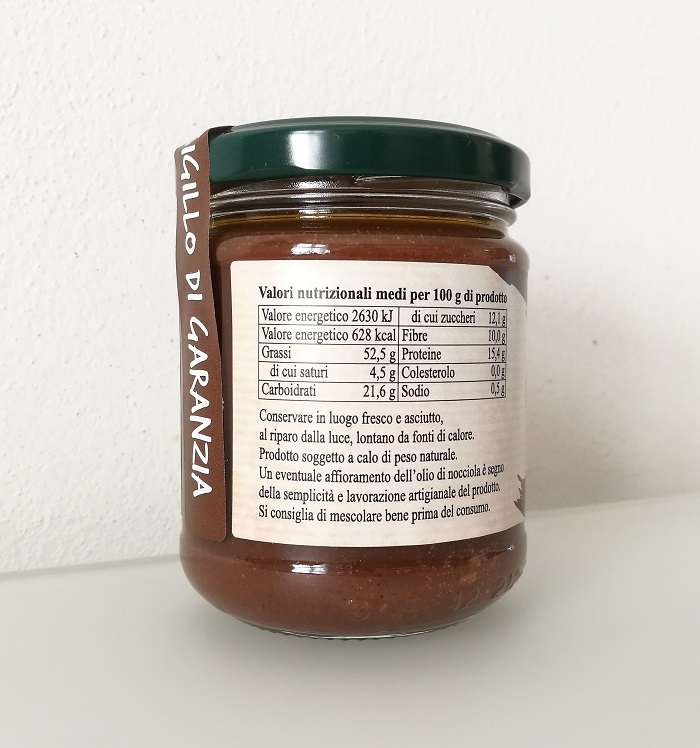 IGILLO DI GARANZIA
Valori nutrizionali medi per 100 g di prodotto
Valore energetico 2630 kJ di cui zuccheri 12,1 g
Valore energetico 628 kcal Fibre 10,0 g
Grassi 52,5 g Proteine 15,4 g
di cui saturi 4,5 g Colesterolo 0,0 g
Carboidrati 21,6 g Sodio 0,5 g
Conservare in luogo fresco e asciutto,
al riparo dalla luce, lontano da fonti di calore.
Prodotto soggetto a calo di peso naturale.
Un eventuale affioramento dell'olio di nocciola è segno
della semplicità e lavorazione artigianale del prodotto.
Si consiglia di mescolare bene prima del consumo.